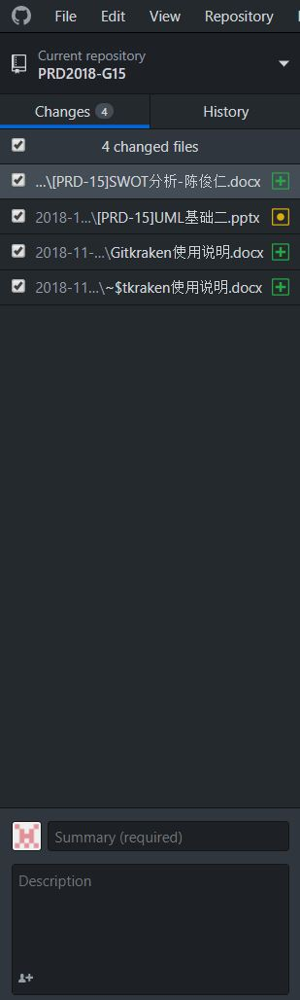 File Edit View Repository
Current repository
PRD2018-G15
Changes 4 History
4 changed files
...\[PRD-15]SWOT分析-陈俊仁.docx
2018-1...\[PRD-15]UML基础二.pptx
2018-11-...\Gitkraken使用说明.docx
2018-11...\~$tkraken使用说明.docx
Summary (required)
Description